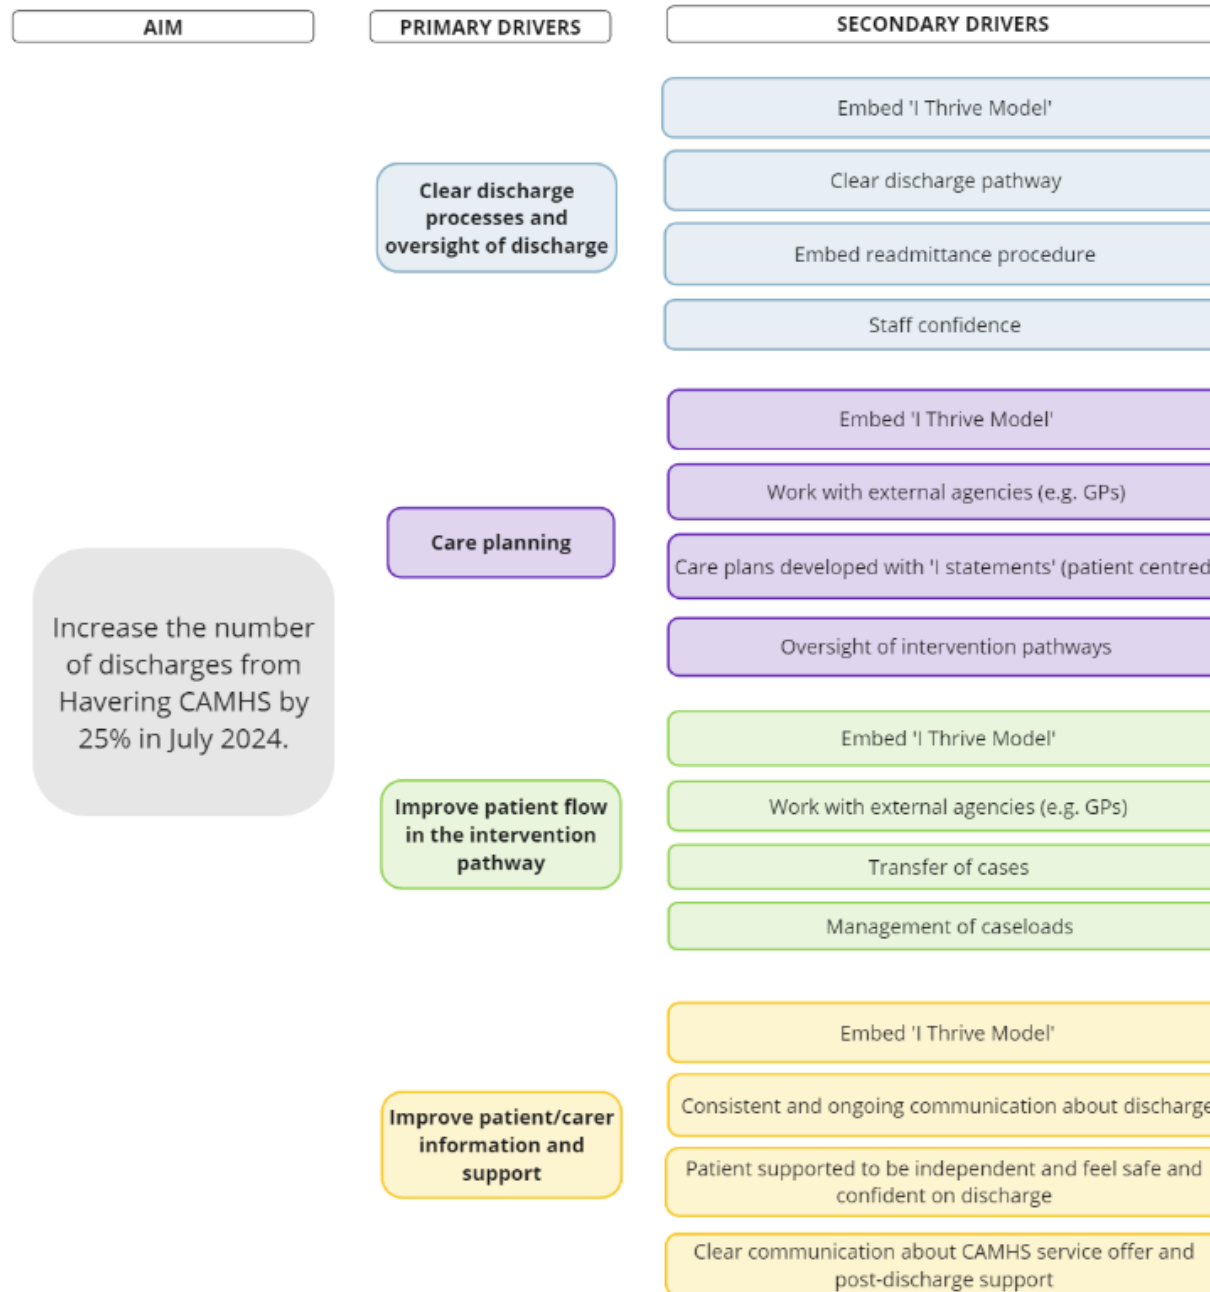 AIM
PRIMARY DRIVERS
SECONDARY DRIVERS
Increase the number
of discharges from
Havering CAMHS by
25% in July 2024.
Clear discharge
processes and
oversight of discharge
Embed 'I Thrive Model'
Clear discharge pathway
Embed readmittance procedure
Staff confidence
Care planning
Embed 'I Thrive Model'
Work with external agencies (e.g. GPs)
Care plans developed with 'I statements' (patient centred
Oversight of intervention pathways
Improve patient flow
in the intervention
pathway
Embed 'I Thrive Model'
Work with external agencies (e.g. GPs)
Transfer of cases
Management of caseloads
Improve patient/carer
information and
support
Embed 'I Thrive Model'
Consistent and ongoing communication about discharge
Patient supported to be independent and feel safe and
confident on discharge
Clear communication about CAMHS service offer and
post-discharge support